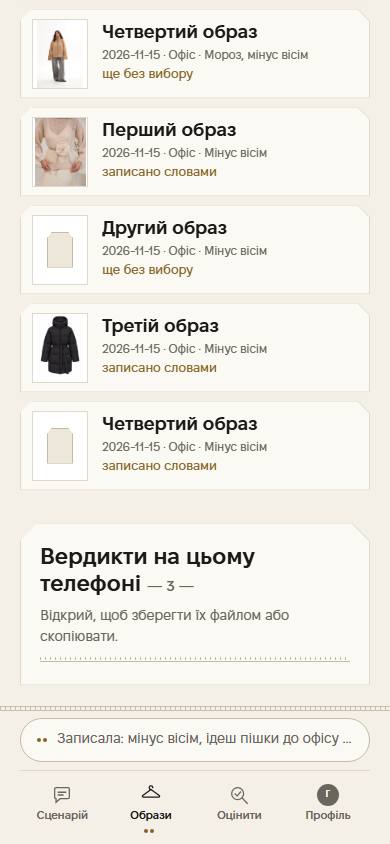 Четвертий образ
2026-11-15 · Офіс · Мороз, мінус вісім
ще без вибору
Перший образ
2026-11-15 · Офіс · Мінус вісім
записано словами
Другий образ
2026-11-15 · Офіс · Мінус вісім
ще без вибору
Третій образ
2026-11-15 · Офіс · Мінус вісім
записано словами
Четвертий образ
2026-11-15 · Офіс · Мінус вісім
записано словами
Вердикти на цьому
телефоні — 3 —
Відкрий, щоб зберегти їх файлом або
скопіювати.
Записала: мінус вісім, ідеш пішки до офісу ...
Сценарій
Образи
Оцінити
Г
Профіль